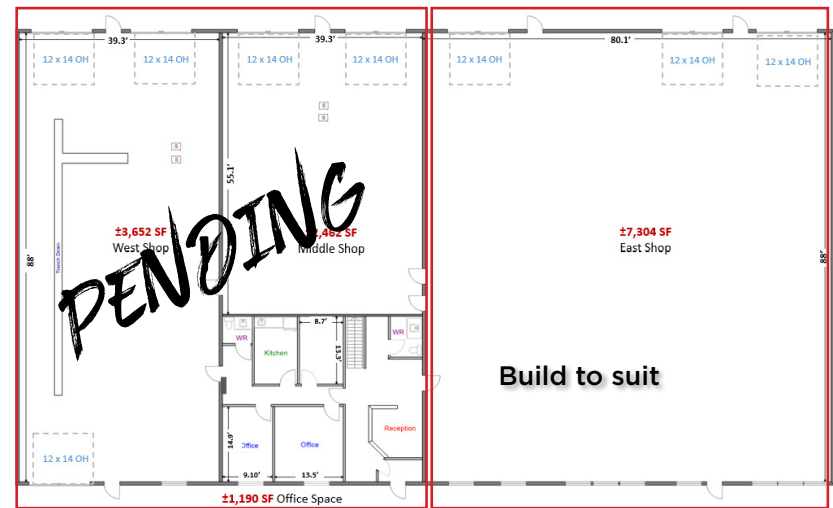 39.3'
39.3'
80.1'
12 x 14 OH
12 x 14 OH
12 x 14 OH
12 x 14 OH
12 x 14 OH
12 x 14 OH
12 x 14 OH
S
S
S
S
55.1'
PENDING
±3,652 SF
West Shop
,462 SF
Middle Shop
±7,304 SF
East Shop
88'
Trench Drain
88'
WR
Kitchen
8.7'
13.3'
WR
Build to suit
Reception
14.9'
Office
Office
12 x 14 OH
9.10'
13.5'
±1,190 SF Office Space